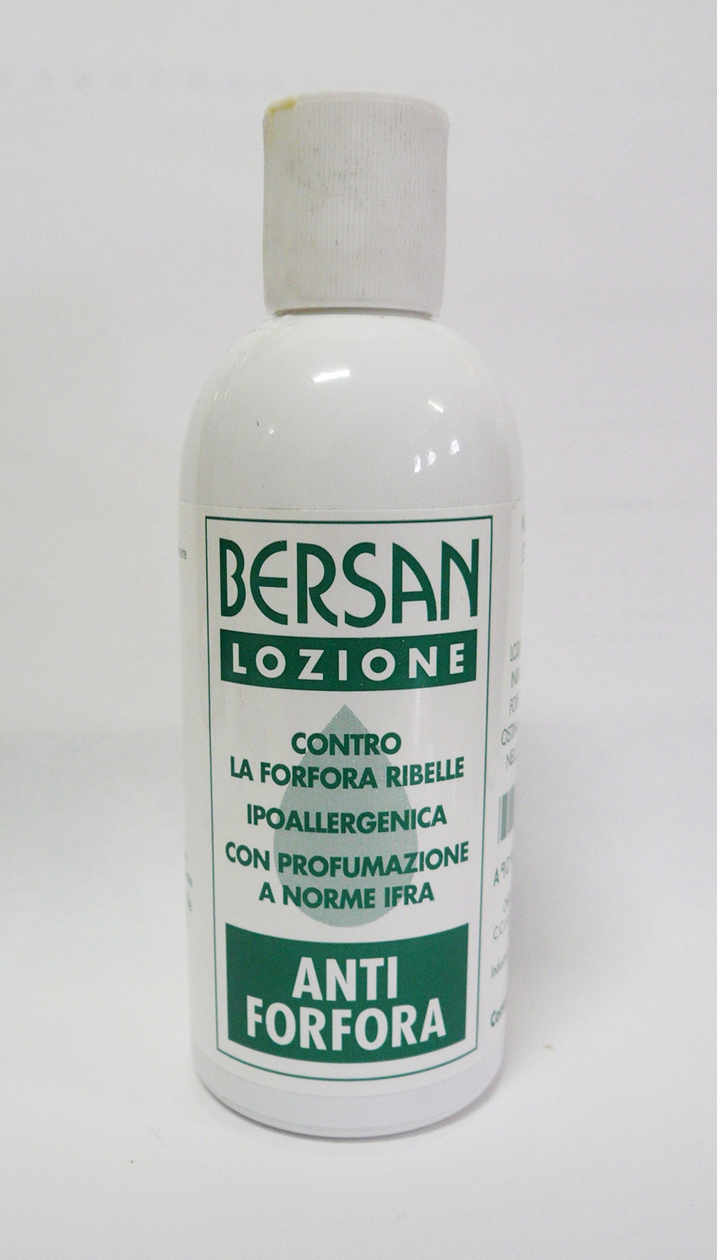 BERSAN
LOZIONE
CONTRO
LA FORFORA RIBELLE
IPOALLERGENICA
CON PROFUMAZIONE
A NORME IFRA
ANTI
FORFORA